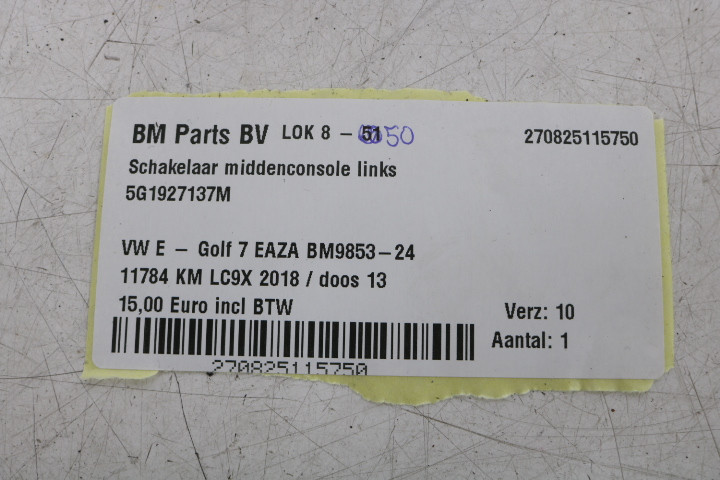 BM Parts BV LOK 8 - 51 50 270825115750
Schakelaar middenconsole links
5G1927137M
VW E - Golf 7 EAZA BM9853-24
11784 KM LC9X 2018 / doos 13
15,00 Euro incl BTW Verz: 10
Aantal: 1
270825115750